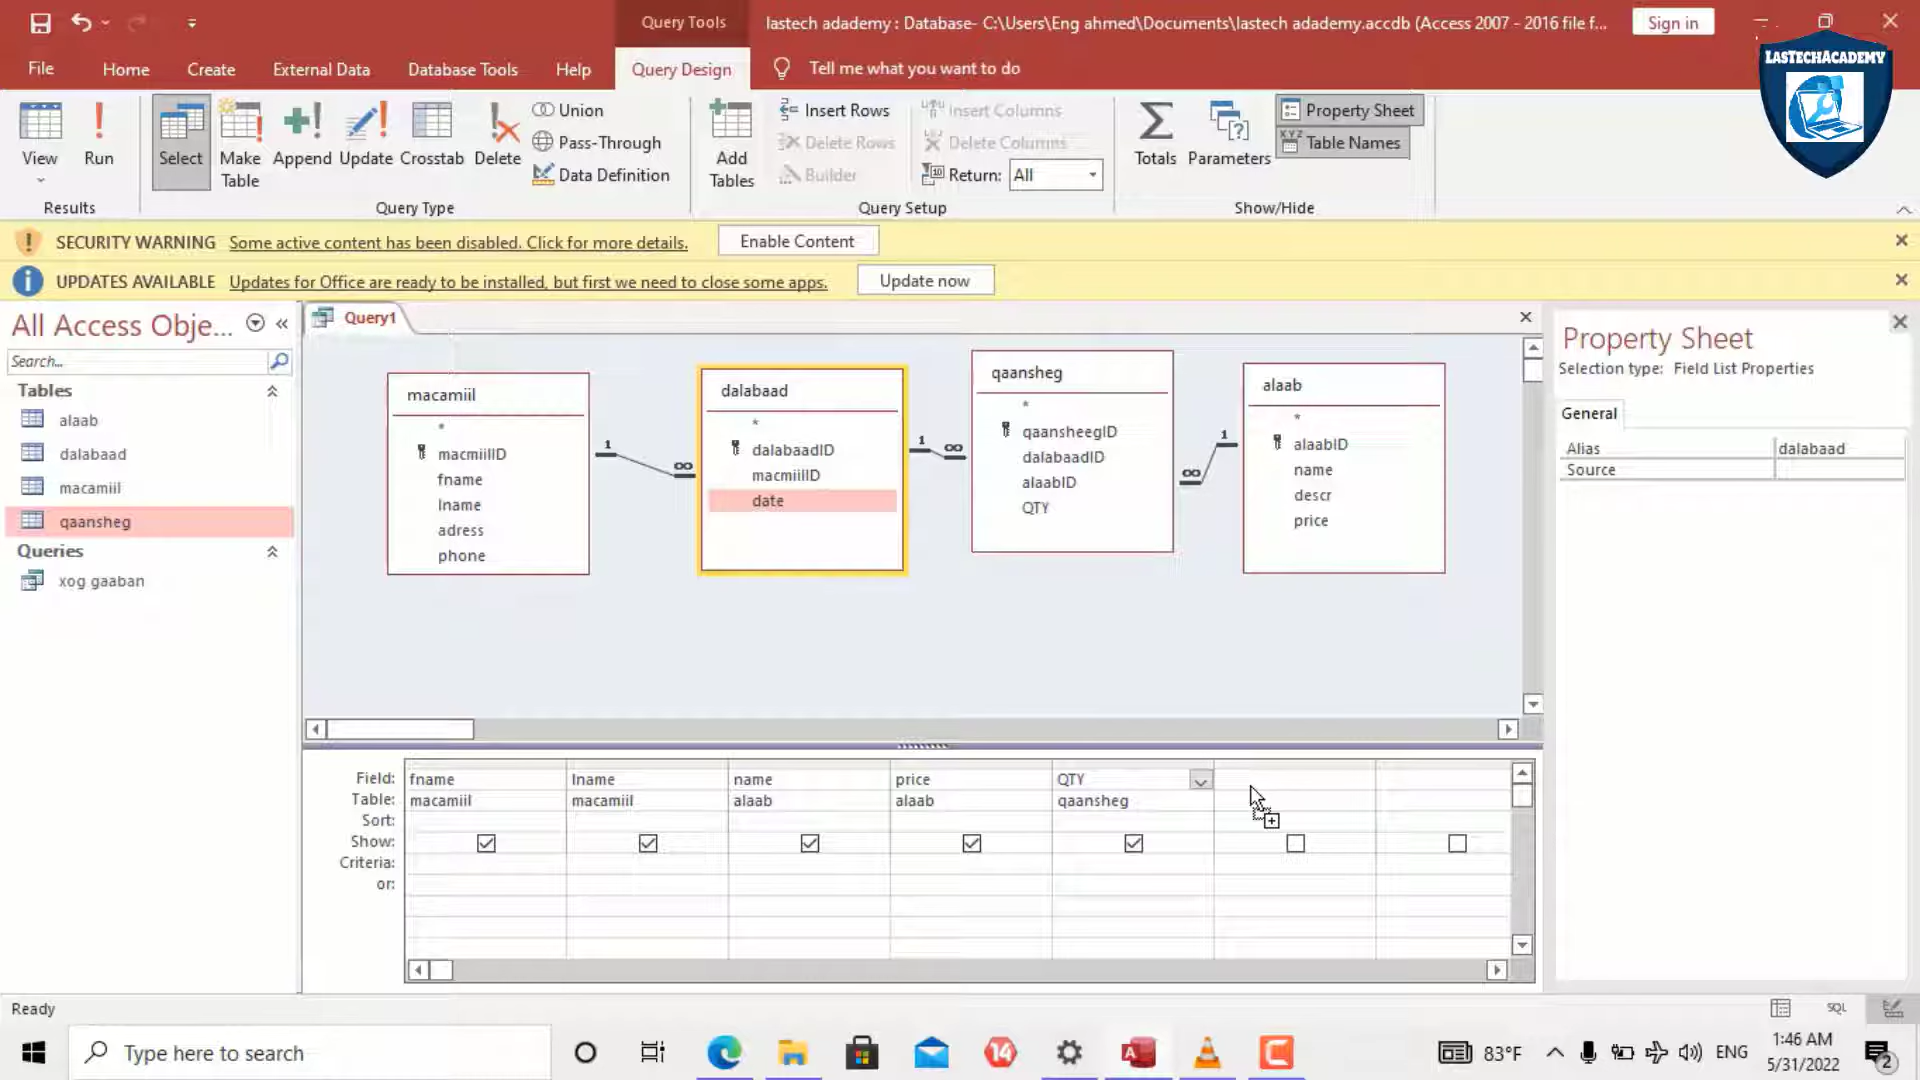 Query Tools
lastech adademy : Database- C:\Users\Eng ahmed\Documents\lastech adademy.accdb (Access 2007 - 2016 file f...
Sign in
LASTECHACADEMY
File
Home
Create
External Data
Database Tools
Help
Query Design
Tell me what you want to do
View
Run
Select
Make
Table
Append
Update
Crosstab
Delete
Union
Pass-Through
Data Definition
Add
Tables
Insert Rows
Delete Rows
Builder
Insert Columns
Delete Columns
Return:
All
Totals
Parameters
Property Sheet
XYZ
Table Names
Results
Query Type
Query Setup
Show/Hide
SECURITY WARNING Some active content has been disabled. Click for more details.
Enable Content
UPDATES AVAILABLE Updates for Office are ready to be installed, but first we need to close some apps.
Update now
All Access Obje...
Search...
Tables
alaab
dalabaad
macamiil
qaansheg
Queries
xog gaaban
Query1
macamiil
*
macmiilID
fname
lname
adress
phone
1
∞
dalabaad
*
dalabaadID
macmiilID
date
1
∞
qaansheg
*
qaansheegID
dalabaadID
alaabID
QTY
∞
1
alaab
*
alaabID
name
descr
price
Field: fname lname name price QTY
Table: macamiil macamiil alaab alaab qaansheg
Sort:
Show:
Criteria:
or:
Property Sheet
Selection type: Field List Properties
General
Alias dalabaad
Source
Ready
SQL
Type here to search
14
83°F
ENG
1:46 AM
5/31/2022
2